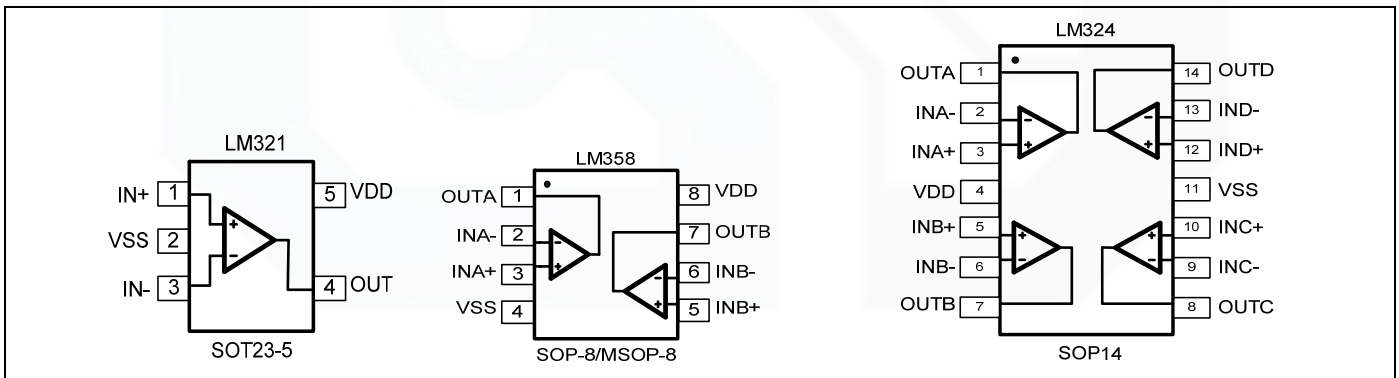 LM321
IN+ 1 5 VDD
VSS 2
IN- 3 4 OUT
+
-
SOT23-5
LM358
OUTA 1 8 VDD
INA- 2 7 OUTB
INA+ 3 6 INB-
VSS 4 5 INB+
-
+
-
+
SOP-8/MSOP-8
LM324
OUTA 1 14 OUTD
INA- 2 13 IND-
INA+ 3 12 IND+
VDD 4 11 VSS
INB+ 5 10 INC+
INB- 6 9 INC-
OUTB 7 8 OUTC
- -
+ +
+ +
- -
SOP14